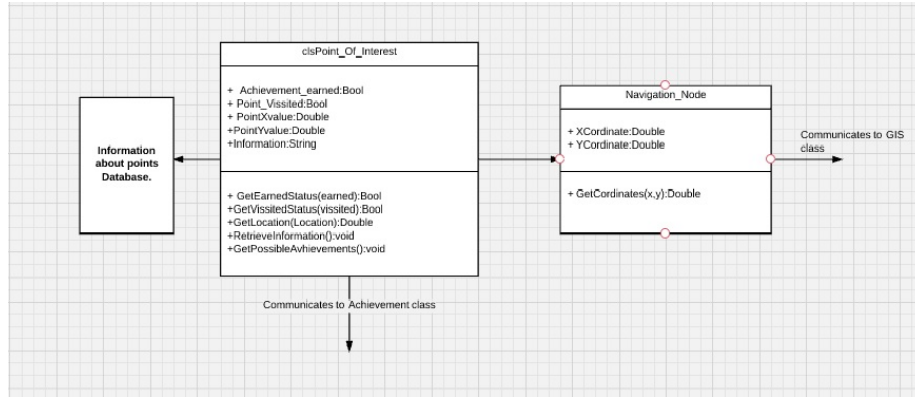 clsPoint_Of_Interest
+ Achievement_earned:Bool
+ Point_Vissited:Bool
+ PointXvalue:Double
+PointYvalue:Double
+Information:String
+ GetEarnedStatus(earned):Bool
+GetVissitedStatus(vissited):Bool
+GetLocation(Location):Double
+RetrieveInformation():void
+GetPossibleAvhievements():void
Information
about points
Database.
Navigation_Node
+ XCordinate:Double
+ YCordinate:Double
+ GetCordinates(x,y):Double
Communicates to GIS
class
Communicates to Achievement class